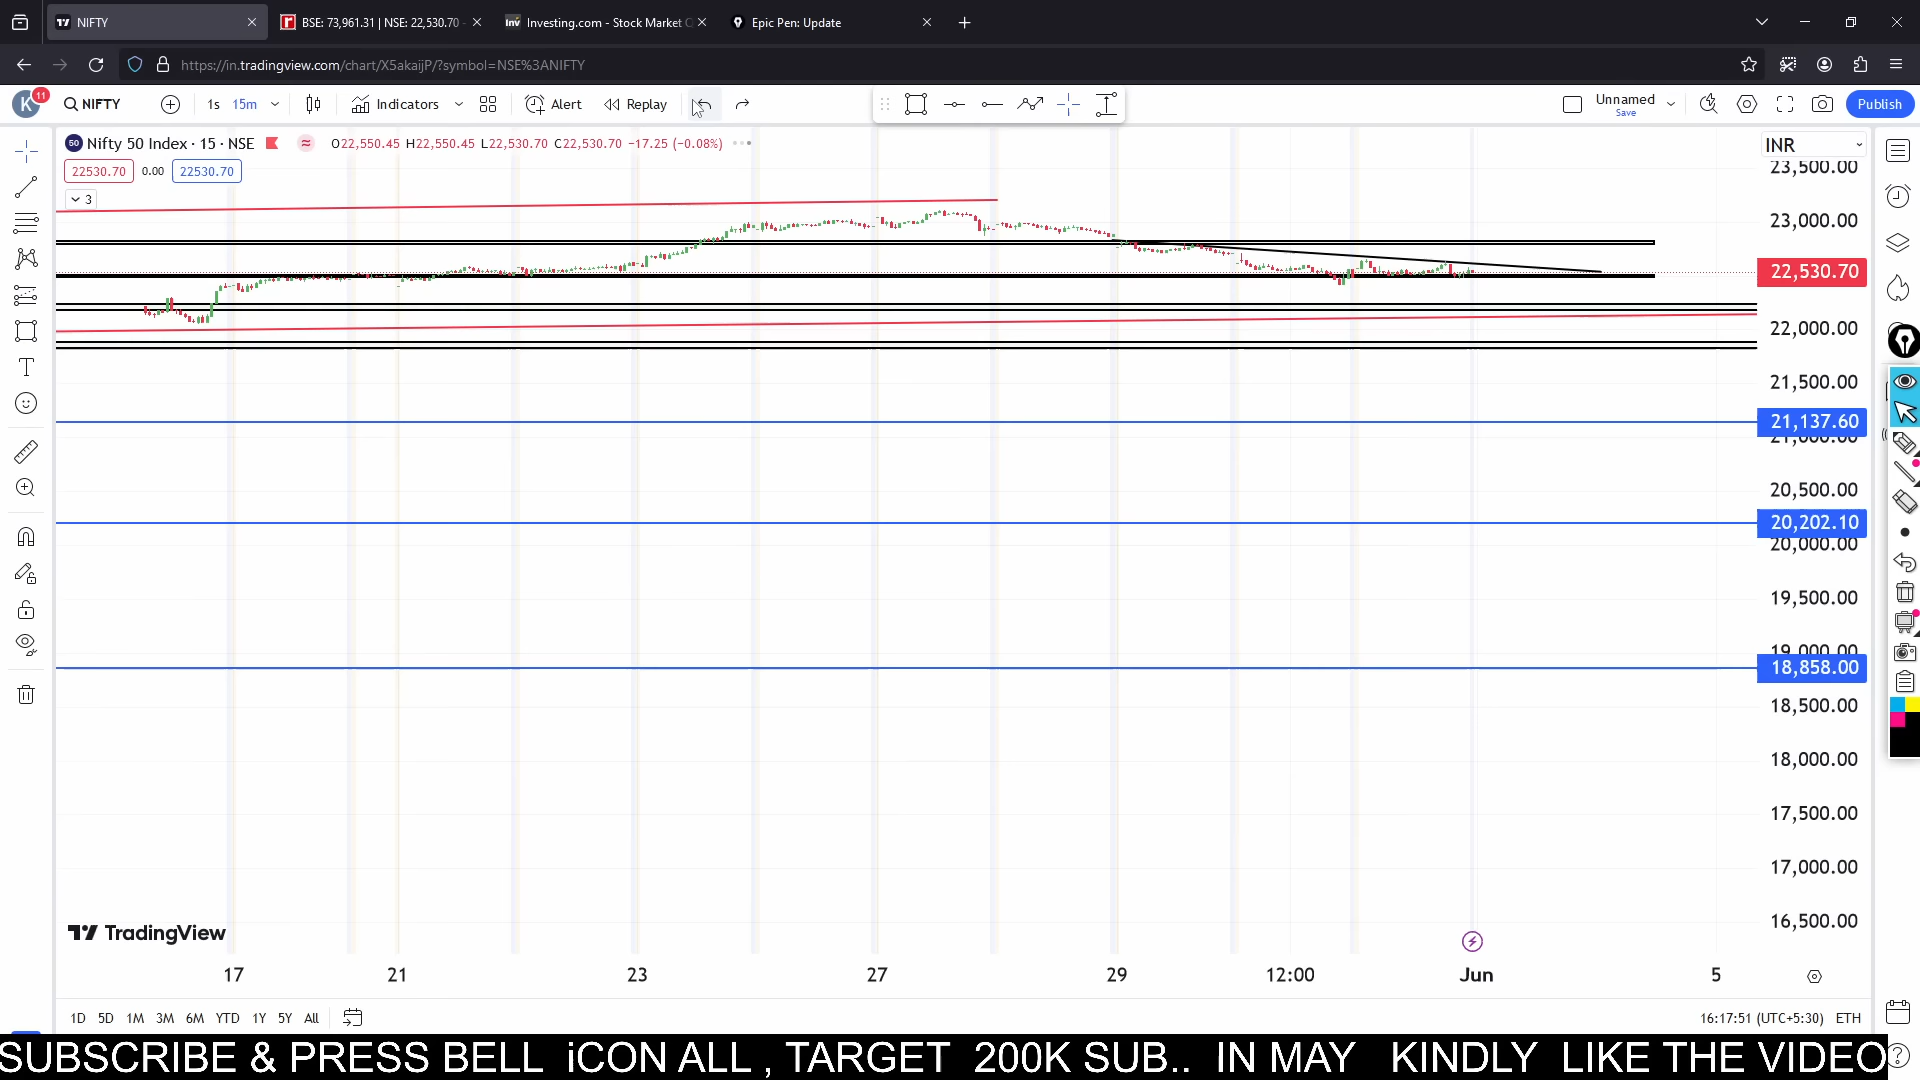 NIFTY
BSE: 73,961.31 | NSE: 22,530.70 -
Investing.com - Stock Market
Epic Pen: Update
https://in.tradingview.com/chart/X5akaijP/?symbol=NSE%3ANIFTY
K
11
NIFTY
1s
15m
Indicators
Alert
Replay
Unnamed
Save
Publish
50
Nifty 50 Index · 15 · NSE
O22,550.45 H22,550.45 L22,530.70 C22,530.70 −17.25 (−0.08%)
22530.70
0.00
22530.70
3
INR
23,500.00
23,000.00
22,530.70
22,000.00
21,500.00
21,137.60
21,000.00
20,500.00
20,202.10
20,000.00
19,500.00
19,000.00
18,858.00
18,500.00
18,000.00
17,500.00
17,000.00
16,500.00
TradingView
17
21
23
27
29
12:00
Jun
5
1D
5D
1M
3M
6M
YTD
1Y
5Y
All
16:17:51 (UTC+5:30)
ETH
SUBSCRIBE & PRESS BELL iCON ALL , TARGET 200K SUB.. IN MAY KINDLY LIKE THE VIDEO